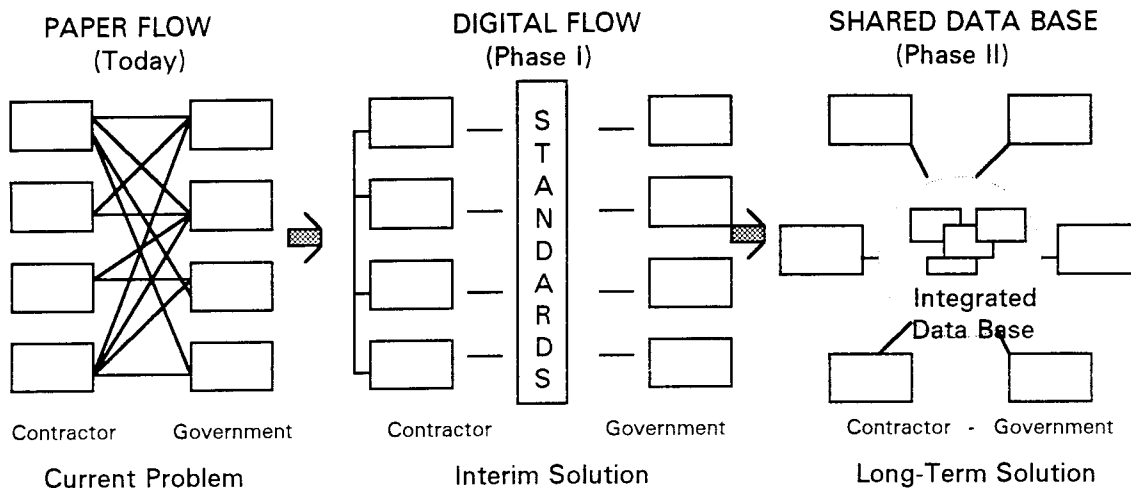 PAPER FLOW
(Today)
Contractor
Government
Current Problem
DIGITAL FLOW
(Phase I)
STANDARDS
Contractor
Government
Interim Solution
SHARED DATA BASE
(Phase II)
Integrated
Data Base
Contractor - Government
Long-Term Solution